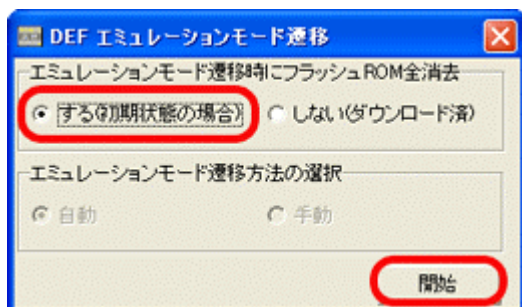 DEF エミュレーションモード遷移
エミュレーションモード遷移時にフラッシュROM全消去
する(初期状態の場合) しない(ダウンロード済)
エミュレーションモード遷移方法の選択
自動 手動
開始